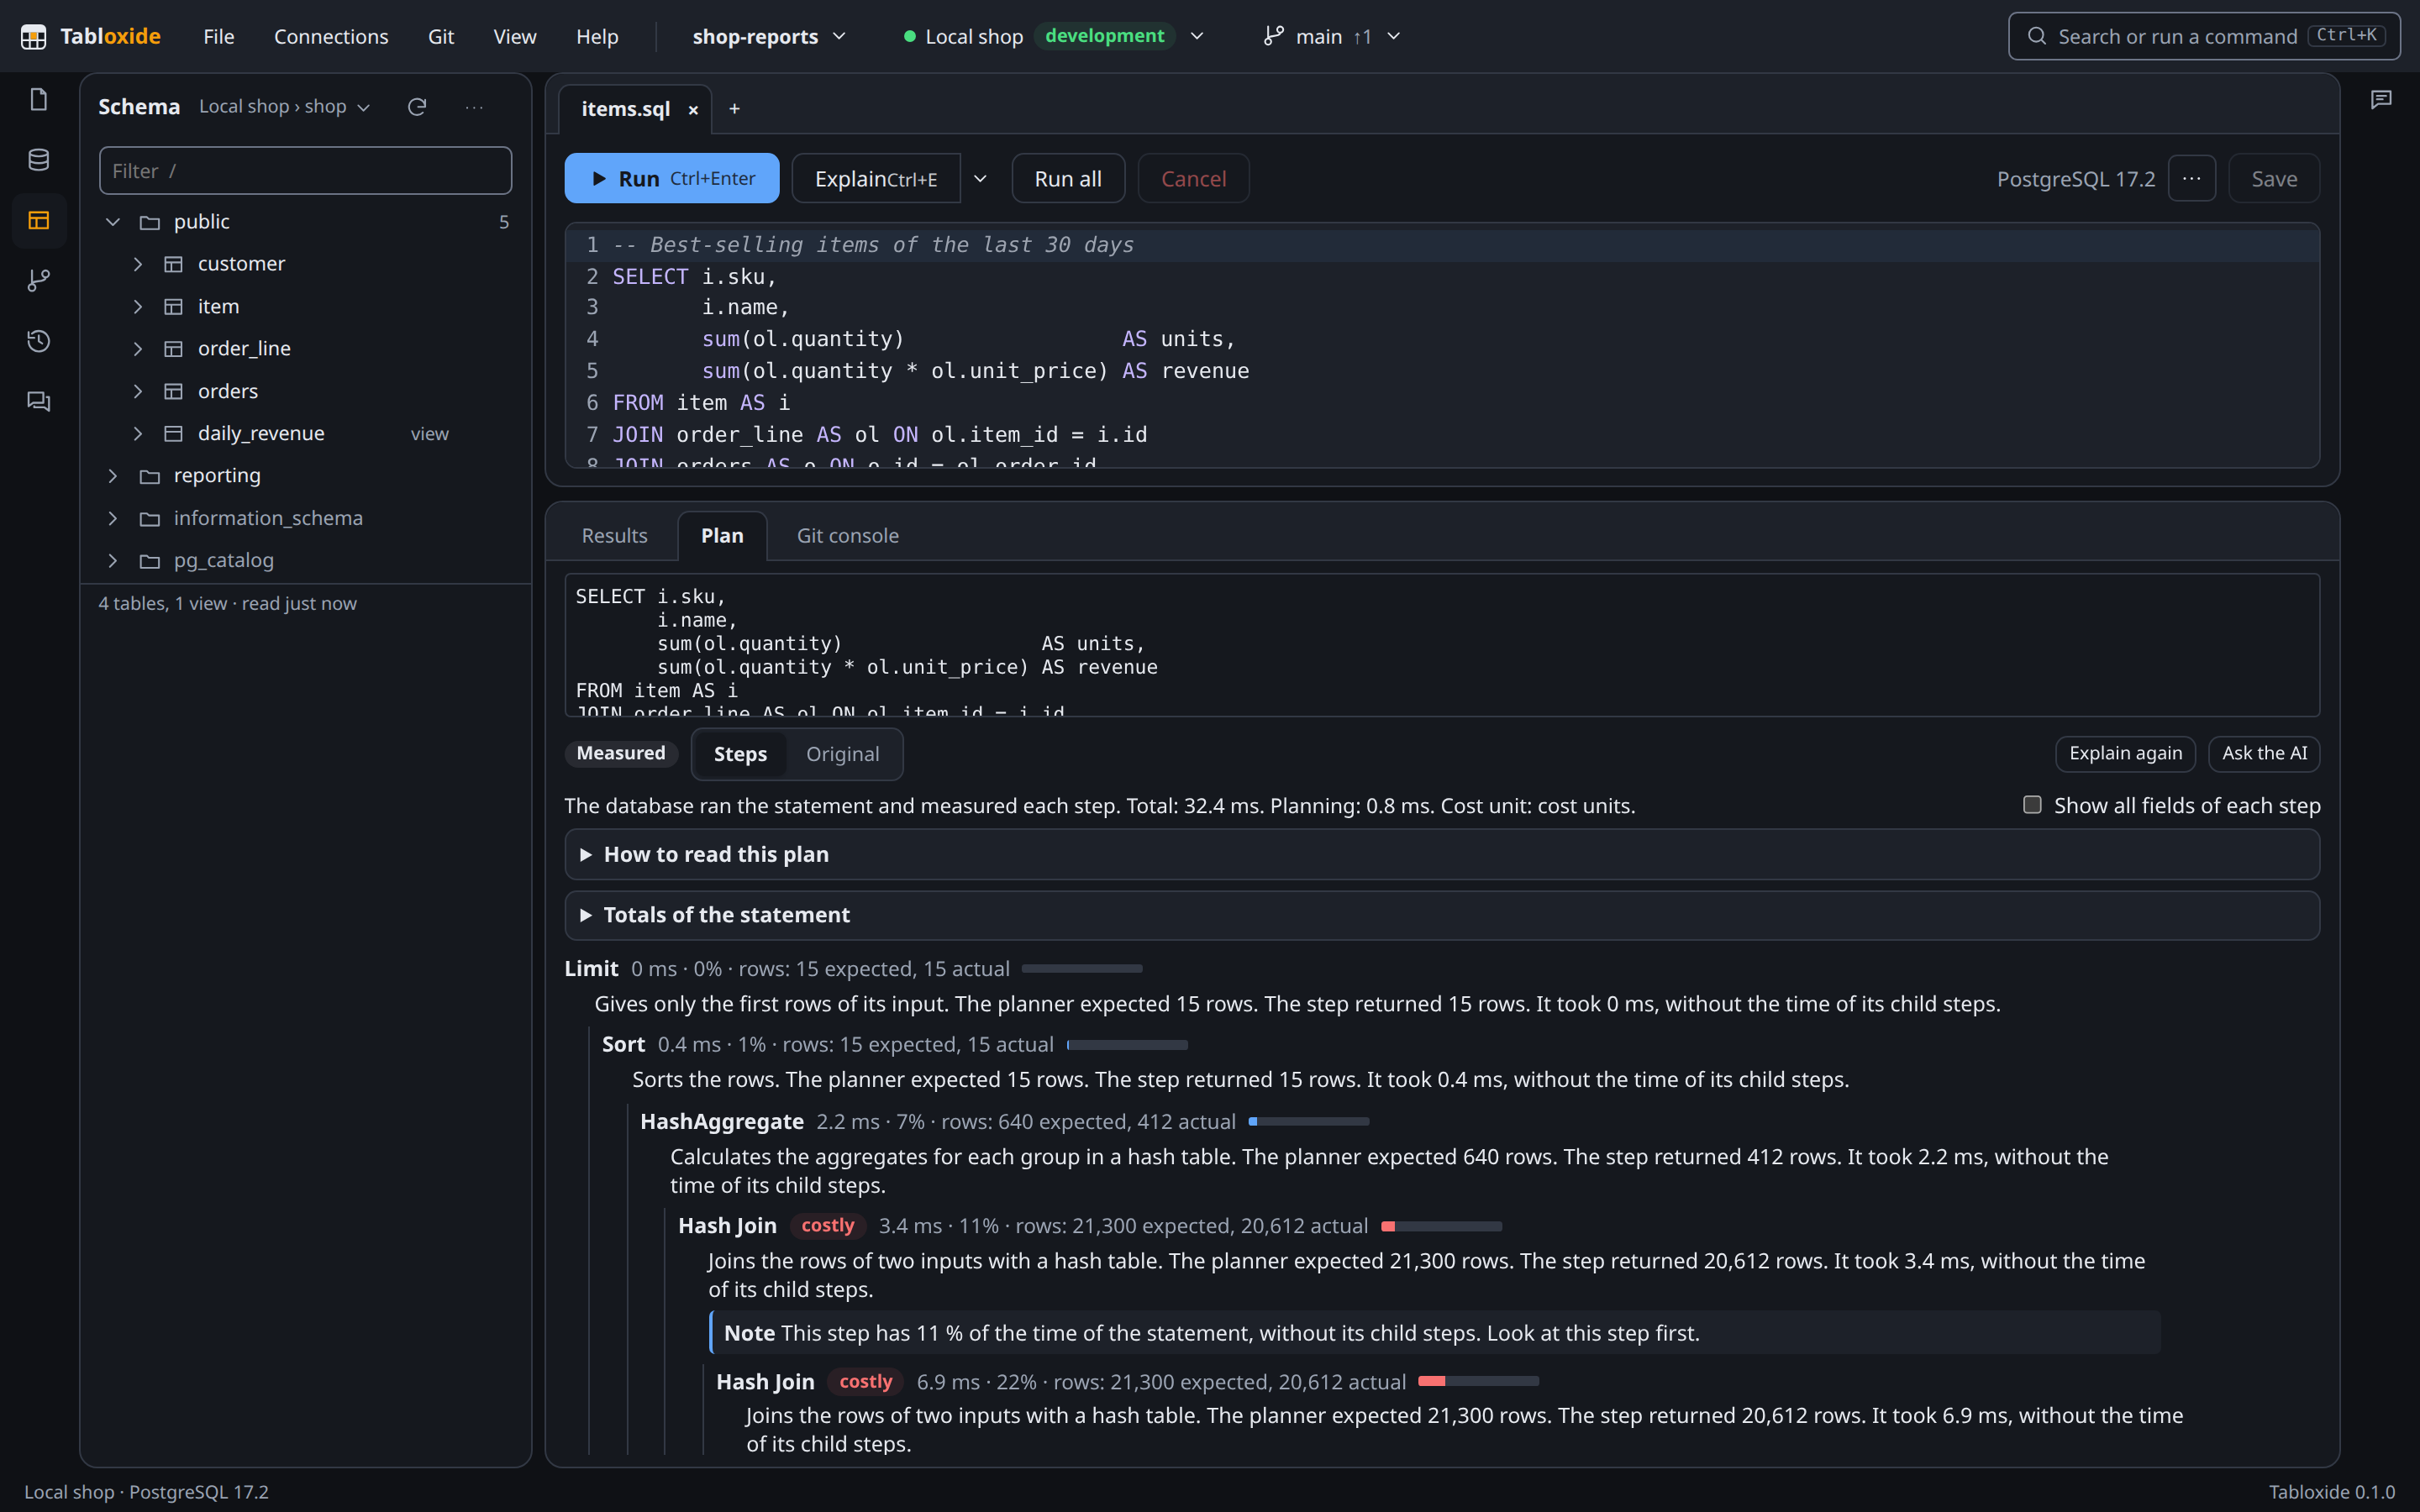 Tabloxide File Connections Git View Help shop-reports Local shop development main ↑1 Search or run a command Ctrl+K
Schema Local shop › shop ···
Filter /
public 5
customer
item
order_line
orders
daily_revenue view
reporting
information_schema
pg_catalog
4 tables, 1 view · read just now
items.sql × +
Run Ctrl+Enter Explain Ctrl+E Run all Cancel PostgreSQL 17.2 ··· Save
1 -- Best-selling items of the last 30 days
2 SELECT i.sku,
3 i.name,
4 sum(ol.quantity) AS units,
5 sum(ol.quantity * ol.unit_price) AS revenue
6 FROM item AS i
7 JOIN order_line AS ol ON ol.item_id = i.id
8 JOIN orders AS o ON o.id = ol.order_id
Results Plan Git console
SELECT i.sku,
i.name,
sum(ol.quantity) AS units,
sum(ol.quantity * ol.unit_price) AS revenue
FROM item AS i
JOIN order_line AS ol ON ol.item_id = i.id
Measured Steps Original Explain again Ask the AI
The database ran the statement and measured each step. Total: 32.4 ms. Planning: 0.8 ms. Cost unit: cost units. Show all fields of each step
How to read this plan
Totals of the statement
Limit 0 ms · 0% · rows: 15 expected, 15 actual
Gives only the first rows of its input. The planner expected 15 rows. The step returned 15 rows. It took 0 ms, without the time of its child steps.
Sort 0.4 ms · 1% · rows: 15 expected, 15 actual
Sorts the rows. The planner expected 15 rows. The step returned 15 rows. It took 0.4 ms, without the time of its child steps.
HashAggregate 2.2 ms · 7% · rows: 640 expected, 412 actual
Calculates the aggregates for each group in a hash table. The planner expected 640 rows. The step returned 412 rows. It took 2.2 ms, without the
time of its child steps.
Hash Join costly 3.4 ms · 11% · rows: 21,300 expected, 20,612 actual
Joins the rows of two inputs with a hash table. The planner expected 21,300 rows. The step returned 20,612 rows. It took 3.4 ms, without the time
of its child steps.
Note This step has 11 % of the time of the statement, without its child steps. Look at this step first.
Hash Join costly 6.9 ms · 22% · rows: 21,300 expected, 20,612 actual
Joins the rows of two inputs with a hash table. The planner expected 21,300 rows. The step returned 20,612 rows. It took 6.9 ms, without the time
of its child steps.
Local shop · PostgreSQL 17.2 Tabloxide 0.1.0